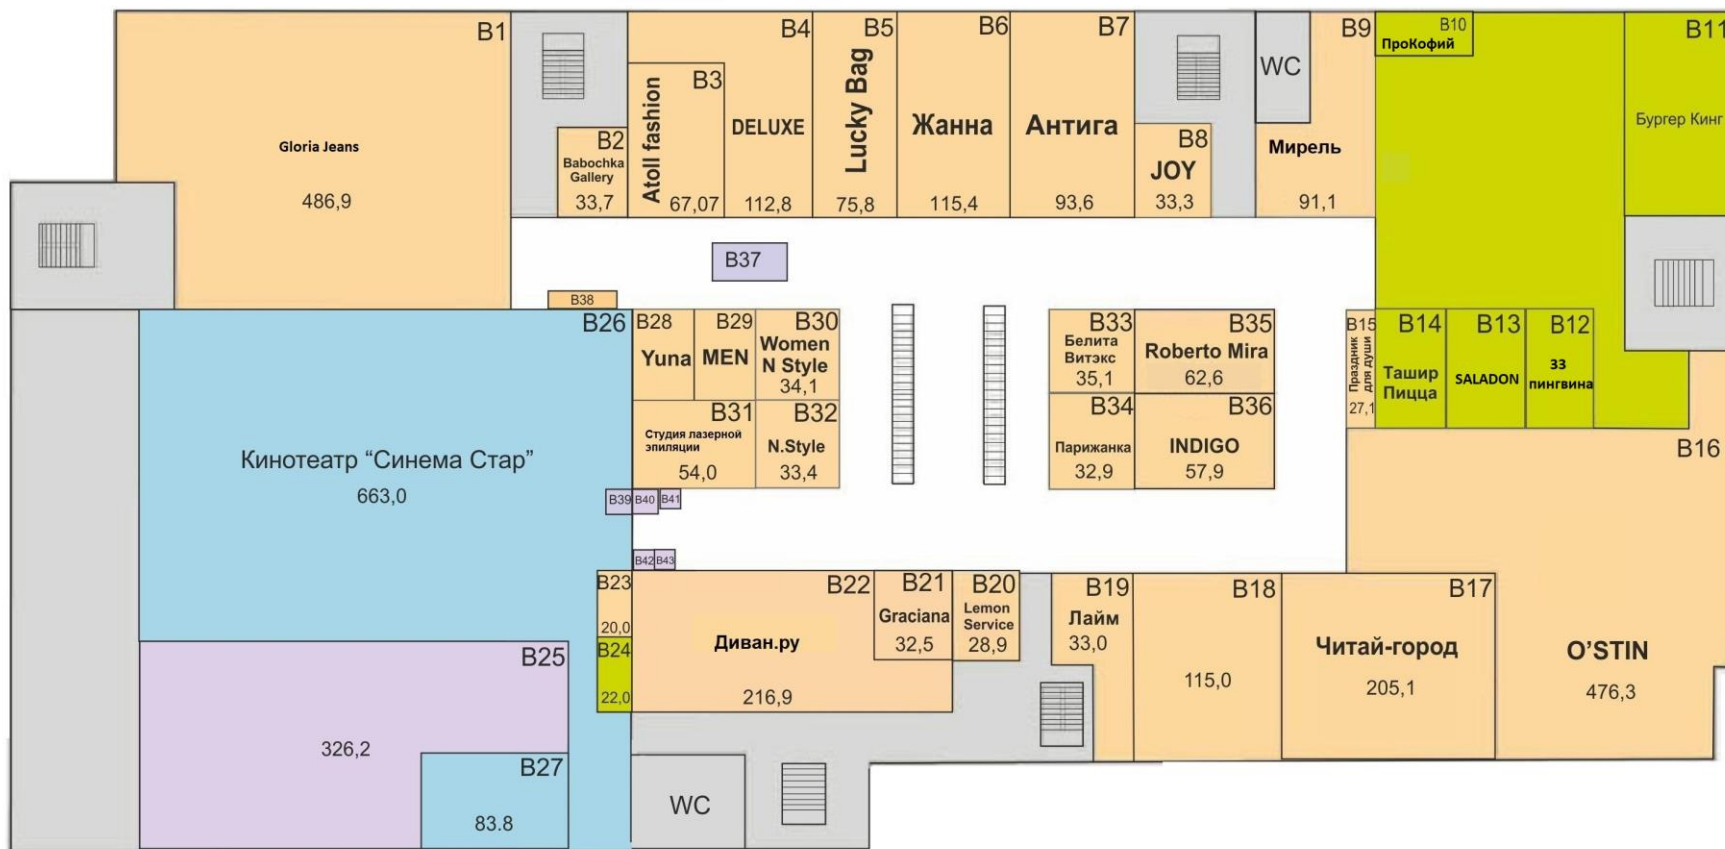 B1
Gloria Jeans
486,9
B2
Babochka
Gallery
33,7
B3
Atoll fashion
67,07
B4
DELUXE
112,8
B5
Lucky Bag
75,8
B6
Жанна
115,4
B7
Антига
93,6
B8
JOY
33,3
WC
B9
Мирель
91,1
B10
ПроКофий
B11
Бургер Кинг
B37
B38
B26
Кинотеатр “Синема Стар”
663,0
B28
Yuna
B29
MEN
B30
Women
N Style
34,1
B31
Студия лазерной
эпиляции
54,0
B32
N.Style
33,4
B33
Белита
Витэкс
35,1
B35
Roberto Mira
62,6
B34
Парижанка
32,9
B36
INDIGO
57,9
B15
Праздник
для души
27,1
B14
Ташир
Пицца
B13
SALADON
B12
33
пингвина
B16
O’STIN
476,3
B39
B40
B41
B42
B43
B23
20,0
B24
22,0
B22
Диван.ру
216,9
B21
Graciana
32,5
B20
Lemon
Service
28,9
B19
Лайм
33,0
B18
115,0
B17
Читай-город
205,1
B25
326,2
B27
83.8
WC